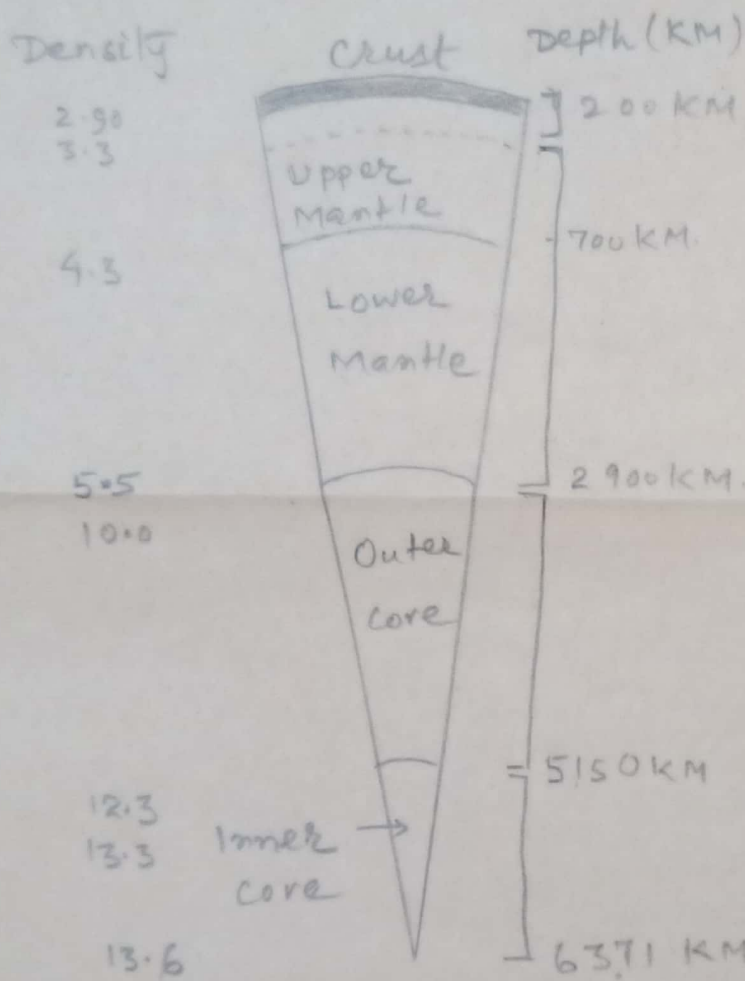 Density Crust Depth (KM)
2.90 200 KM
3.3
Upper
Mantle
700 KM.
4.3
Lower
Mantle
5.5 2900 KM.
10.0
Outer
core
5150 KM
12.3
13.3 Inner
core
13.6 6371 KM